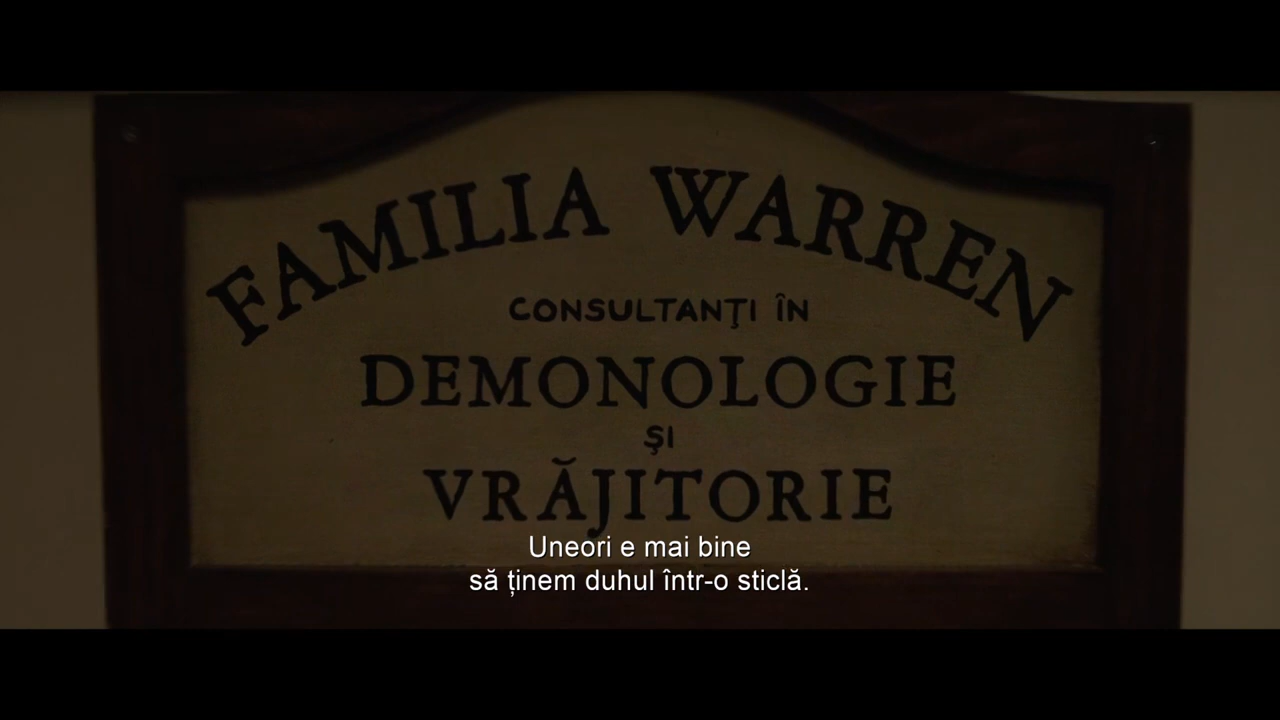 FAMILIA WARREN
CONSULTANŢI ÎN
DEMONOLOGIE
ŞI
VRĂJITORIE
Uneori e mai bine
să ținem duhul într-o sticlă.